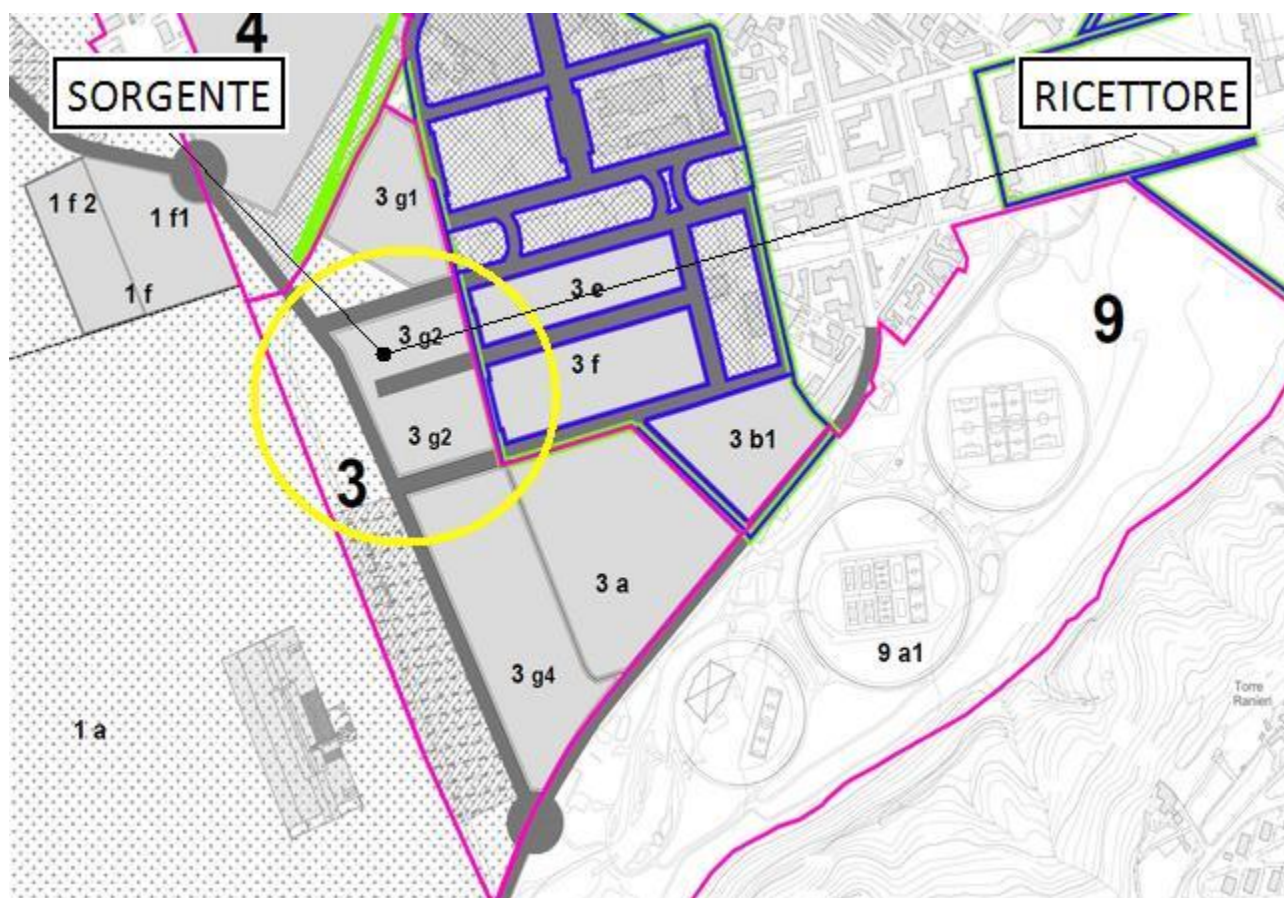 4
SORGENTE
RICETTORE
1 f 2
1 f1
3 g1
1 f
3 e
9
3 g2
3 f
3 g2
3 b1
3
3 a
9 a1
3 g4
Torre
Ranieri
1 a